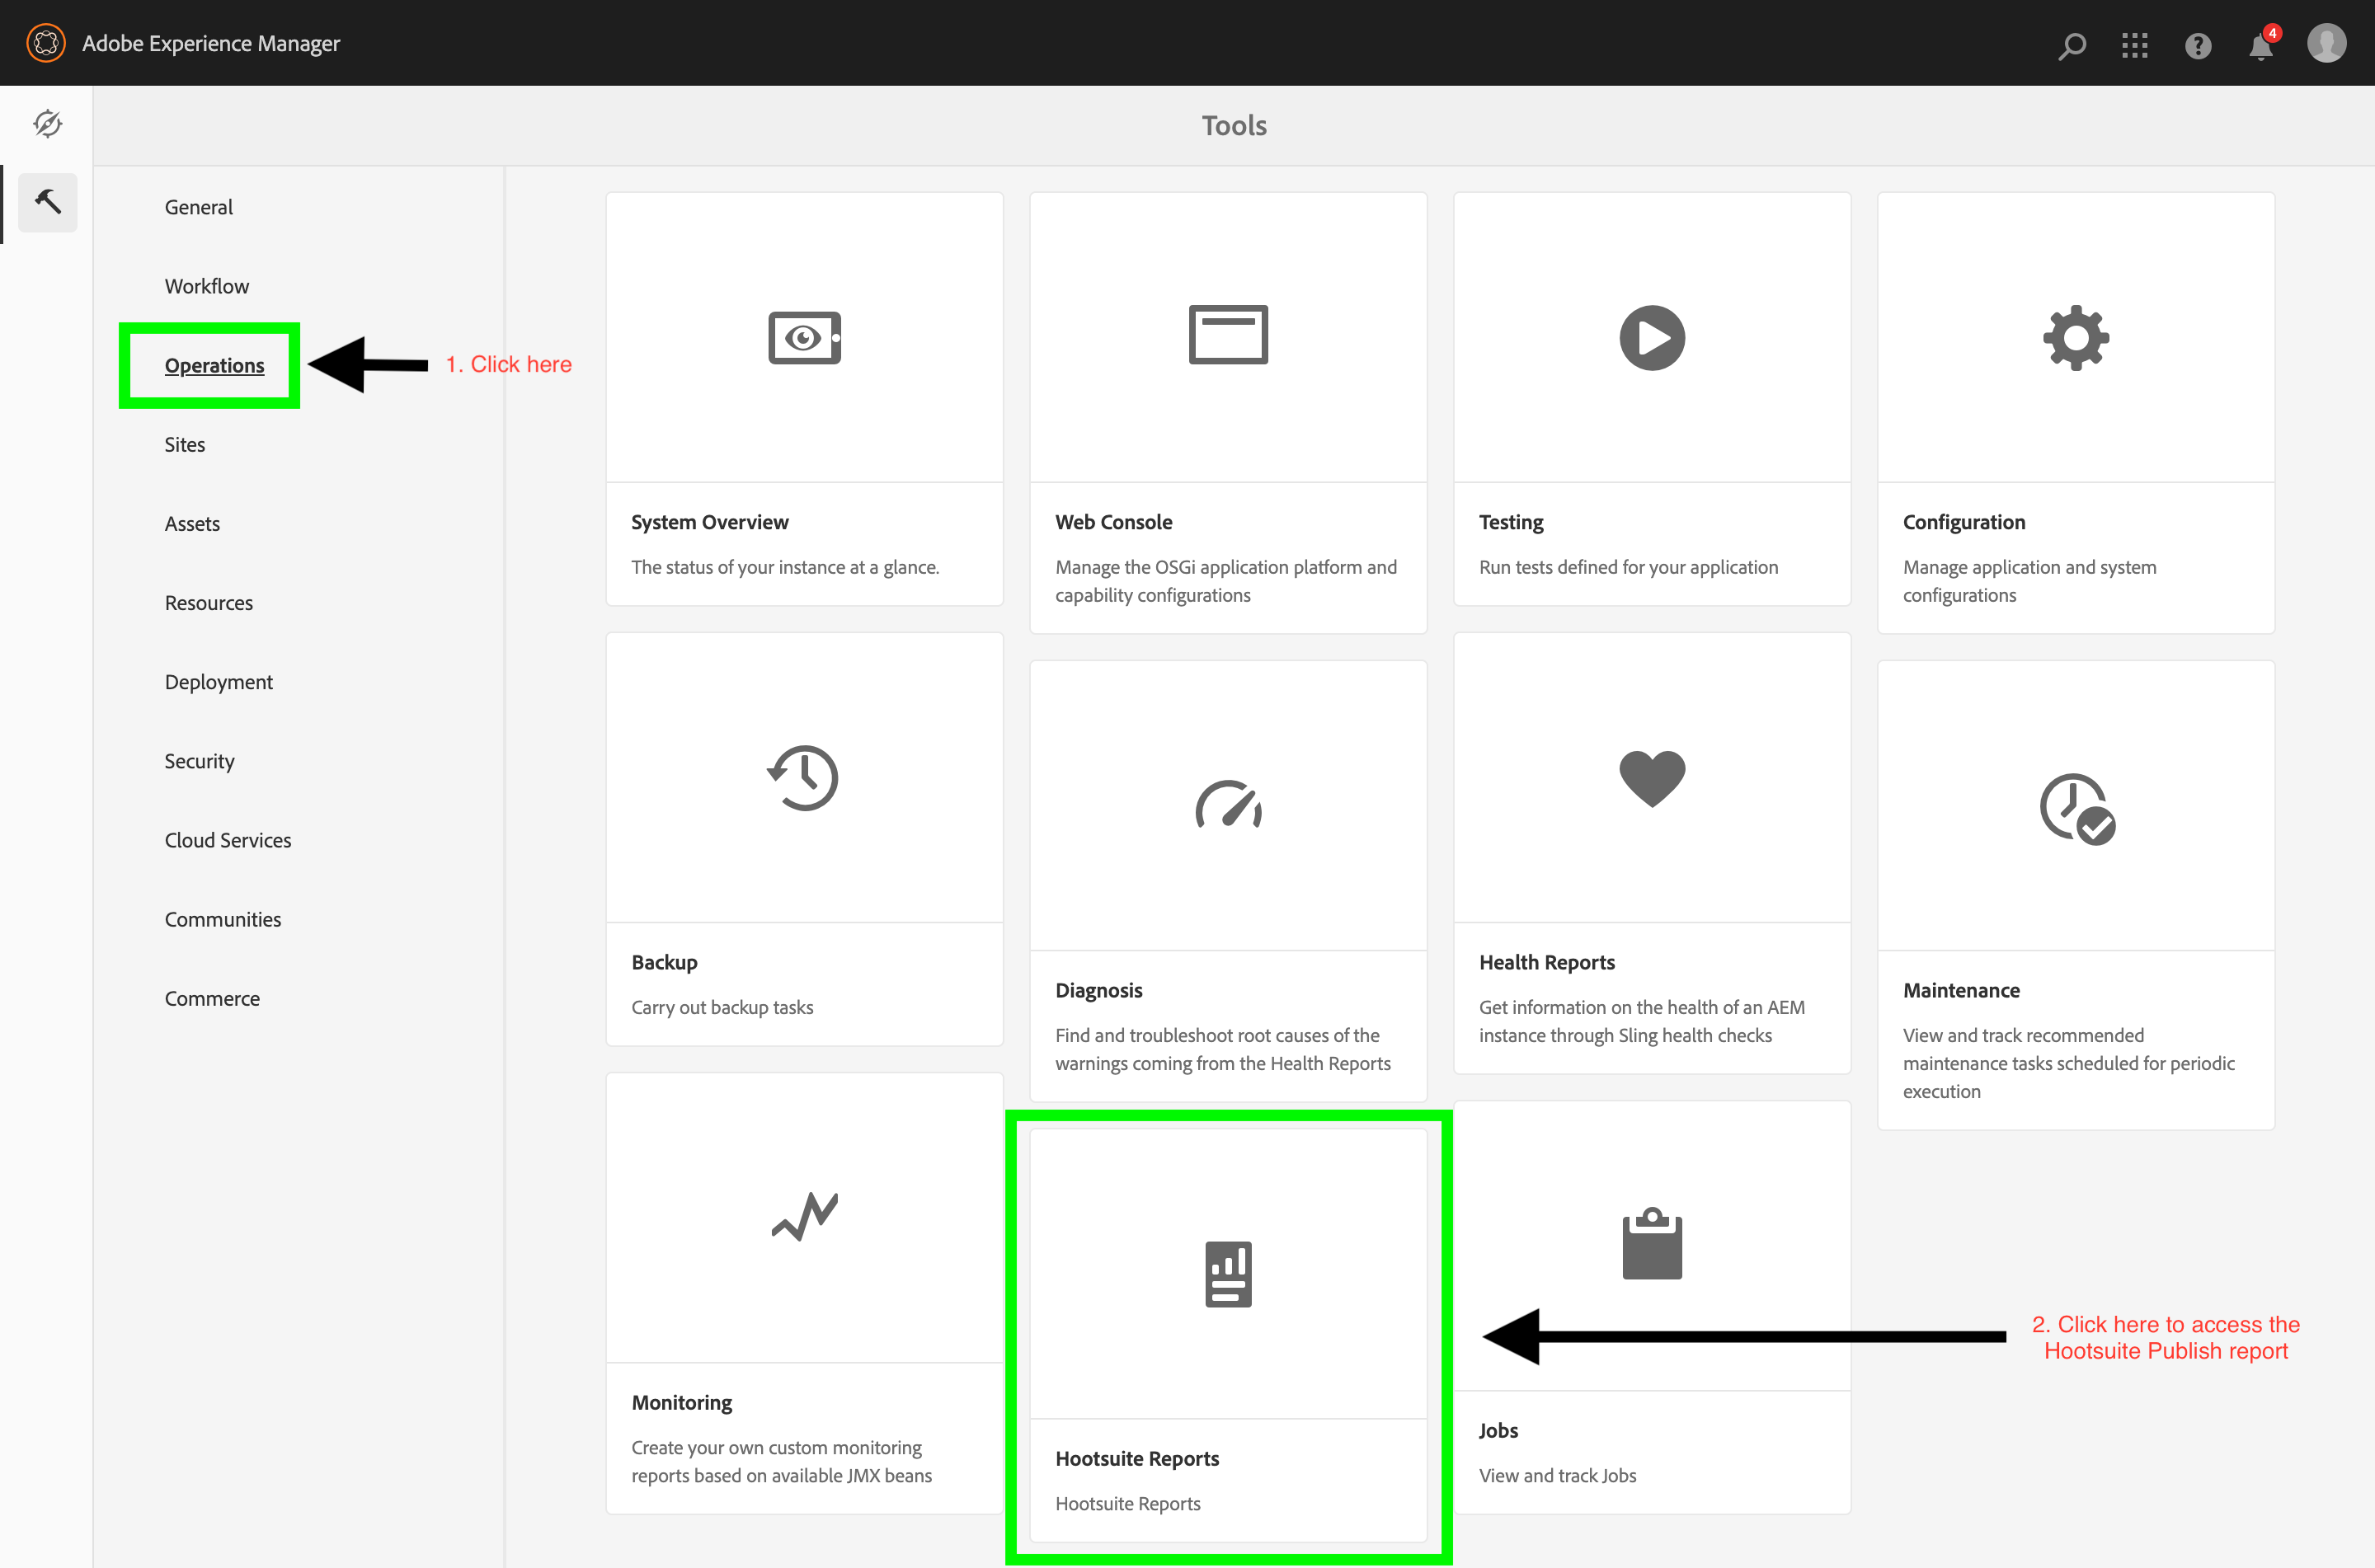 Adobe Experience Manager
4
Tools
General
Workflow
Operations
1. Click here
Sites
Assets
Resources
Deployment
Security
Cloud Services
Communities
Commerce
System Overview
The status of your instance at a glance.
Web Console
Manage the OSGi application platform and
capability configurations
Testing
Run tests defined for your application
Configuration
Manage application and system
configurations
Backup
Carry out backup tasks
Diagnosis
Find and troubleshoot root causes of the
warnings coming from the Health Reports
Health Reports
Get information on the health of an AEM
instance through Sling health checks
Maintenance
View and track recommended
maintenance tasks scheduled for periodic
execution
Monitoring
Create your own custom monitoring
reports based on available JMX beans
Hootsuite Reports
Hootsuite Reports
Jobs
View and track Jobs
2. Click here to access the
Hootsuite Publish report